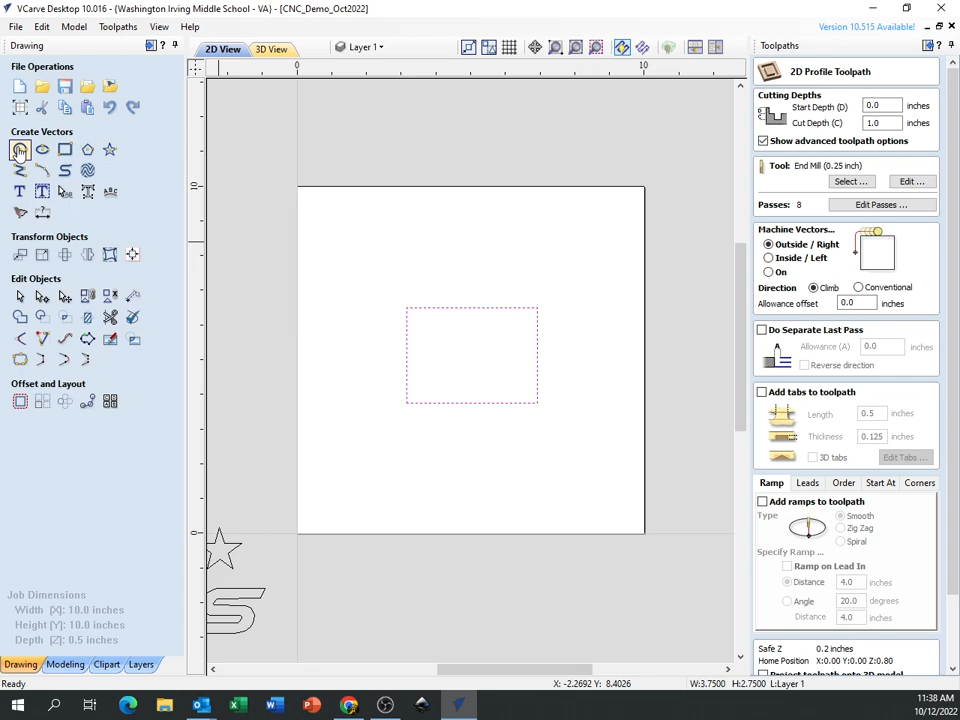 VCarve Desktop 10.016 - {Washington Irving Middle School - VA} - [CNC_Demo_Oct2022]
File Edit Model Toolpaths View Help
Version 10.515 Available!
Drawing
2D View 3D View Layer 1
Toolpaths
File Operations
Create Vectors
Transform Objects
Edit Objects
Offset and Layout
Job Dimensions
Width [X]: 10.0 inches
Height [Y]: 10.0 inches
Depth [Z]: 0.5 inches
Drawing Modeling Clipart Layers
0 10
10
0
S
2D Profile Toolpath
Cutting Depths
Start Depth (D) 0.0 inches
Cut Depth (C) 1.0 inches
Show advanced toolpath options
Tool: End Mill (0.25 inch)
Select ... Edit ...
Passes: 8 Edit Passes ...
Machine Vectors...
Outside / Right
Inside / Left
On
Direction Climb Conventional
Allowance offset 0.0 inches
Do Separate Last Pass
Allowance (A) 0.0 inches
Reverse direction
Add tabs to toolpath
Length 0.5 inches
Thickness 0.125 inches
3D tabs Edit Tabs ...
Ramp Leads Order Start At Corners
Add ramps to toolpath
Type Smooth
Zig Zag
Spiral
Specify Ramp ...
Ramp on Lead In
Distance 4.0 inches
Angle 20.0 degrees
Distance 4.0 inches
Safe Z 0.2 inches
Home Position X:0.00 Y:0.00 Z:0.80
Project toolpath onto 3D model
Ready
X: -2.2692 Y: 8.4026 W:3.7500 H:2.7500 L:Layer 1
11:38 AM
10/12/2022